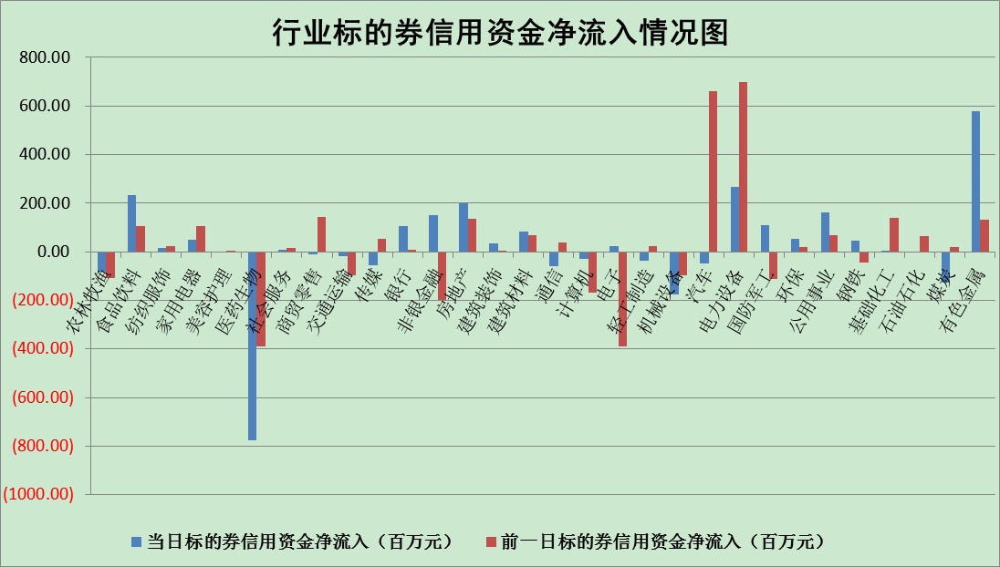 行业标的券信用资金净流入情况图
800.00
600.00
400.00
200.00
0.00
(200.00)
(400.00)
(600.00)
(800.00)
(1000.00)
农林牧渔
食品饮料
纺织服饰
家用电器
美容护理
医药生物
社会服务
商贸零售
交通运输
传媒
银行
非银金融
房地产
建筑装饰
建筑材料
通信
计算机
电子
轻工制造
机械设备
汽车
电力设备
国防军工
环保
公用事业
钢铁
基础化工
石油石化
煤炭
有色金属
当日标的券信用资金净流入（百万元）
前一日标的券信用资金净流入（百万元）